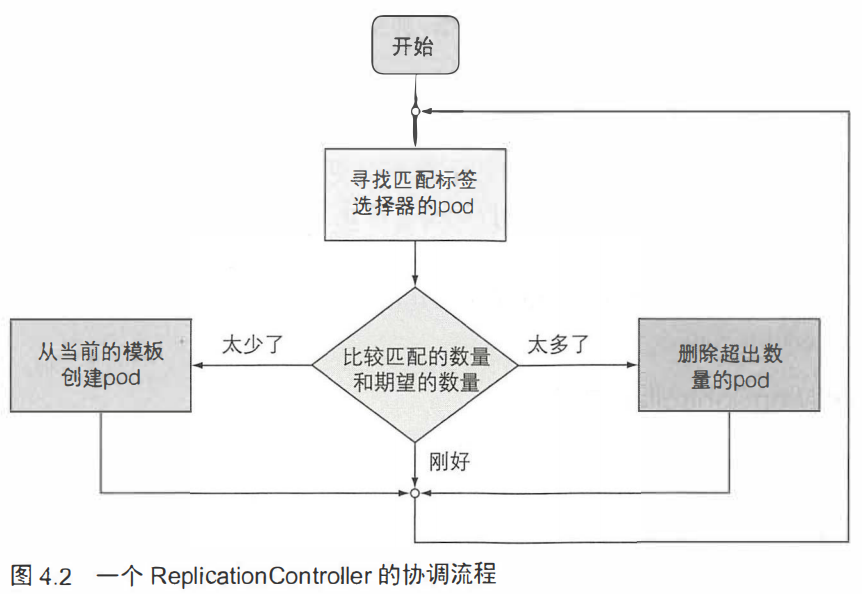 开始
寻找匹配标签
选择器的pod
太少了
太多了
从当前的模板
创建pod
比较匹配的数量
和期望的数量
删除超出数
量的pod
刚好
图 4.2 一个 ReplicationController 的协调流程